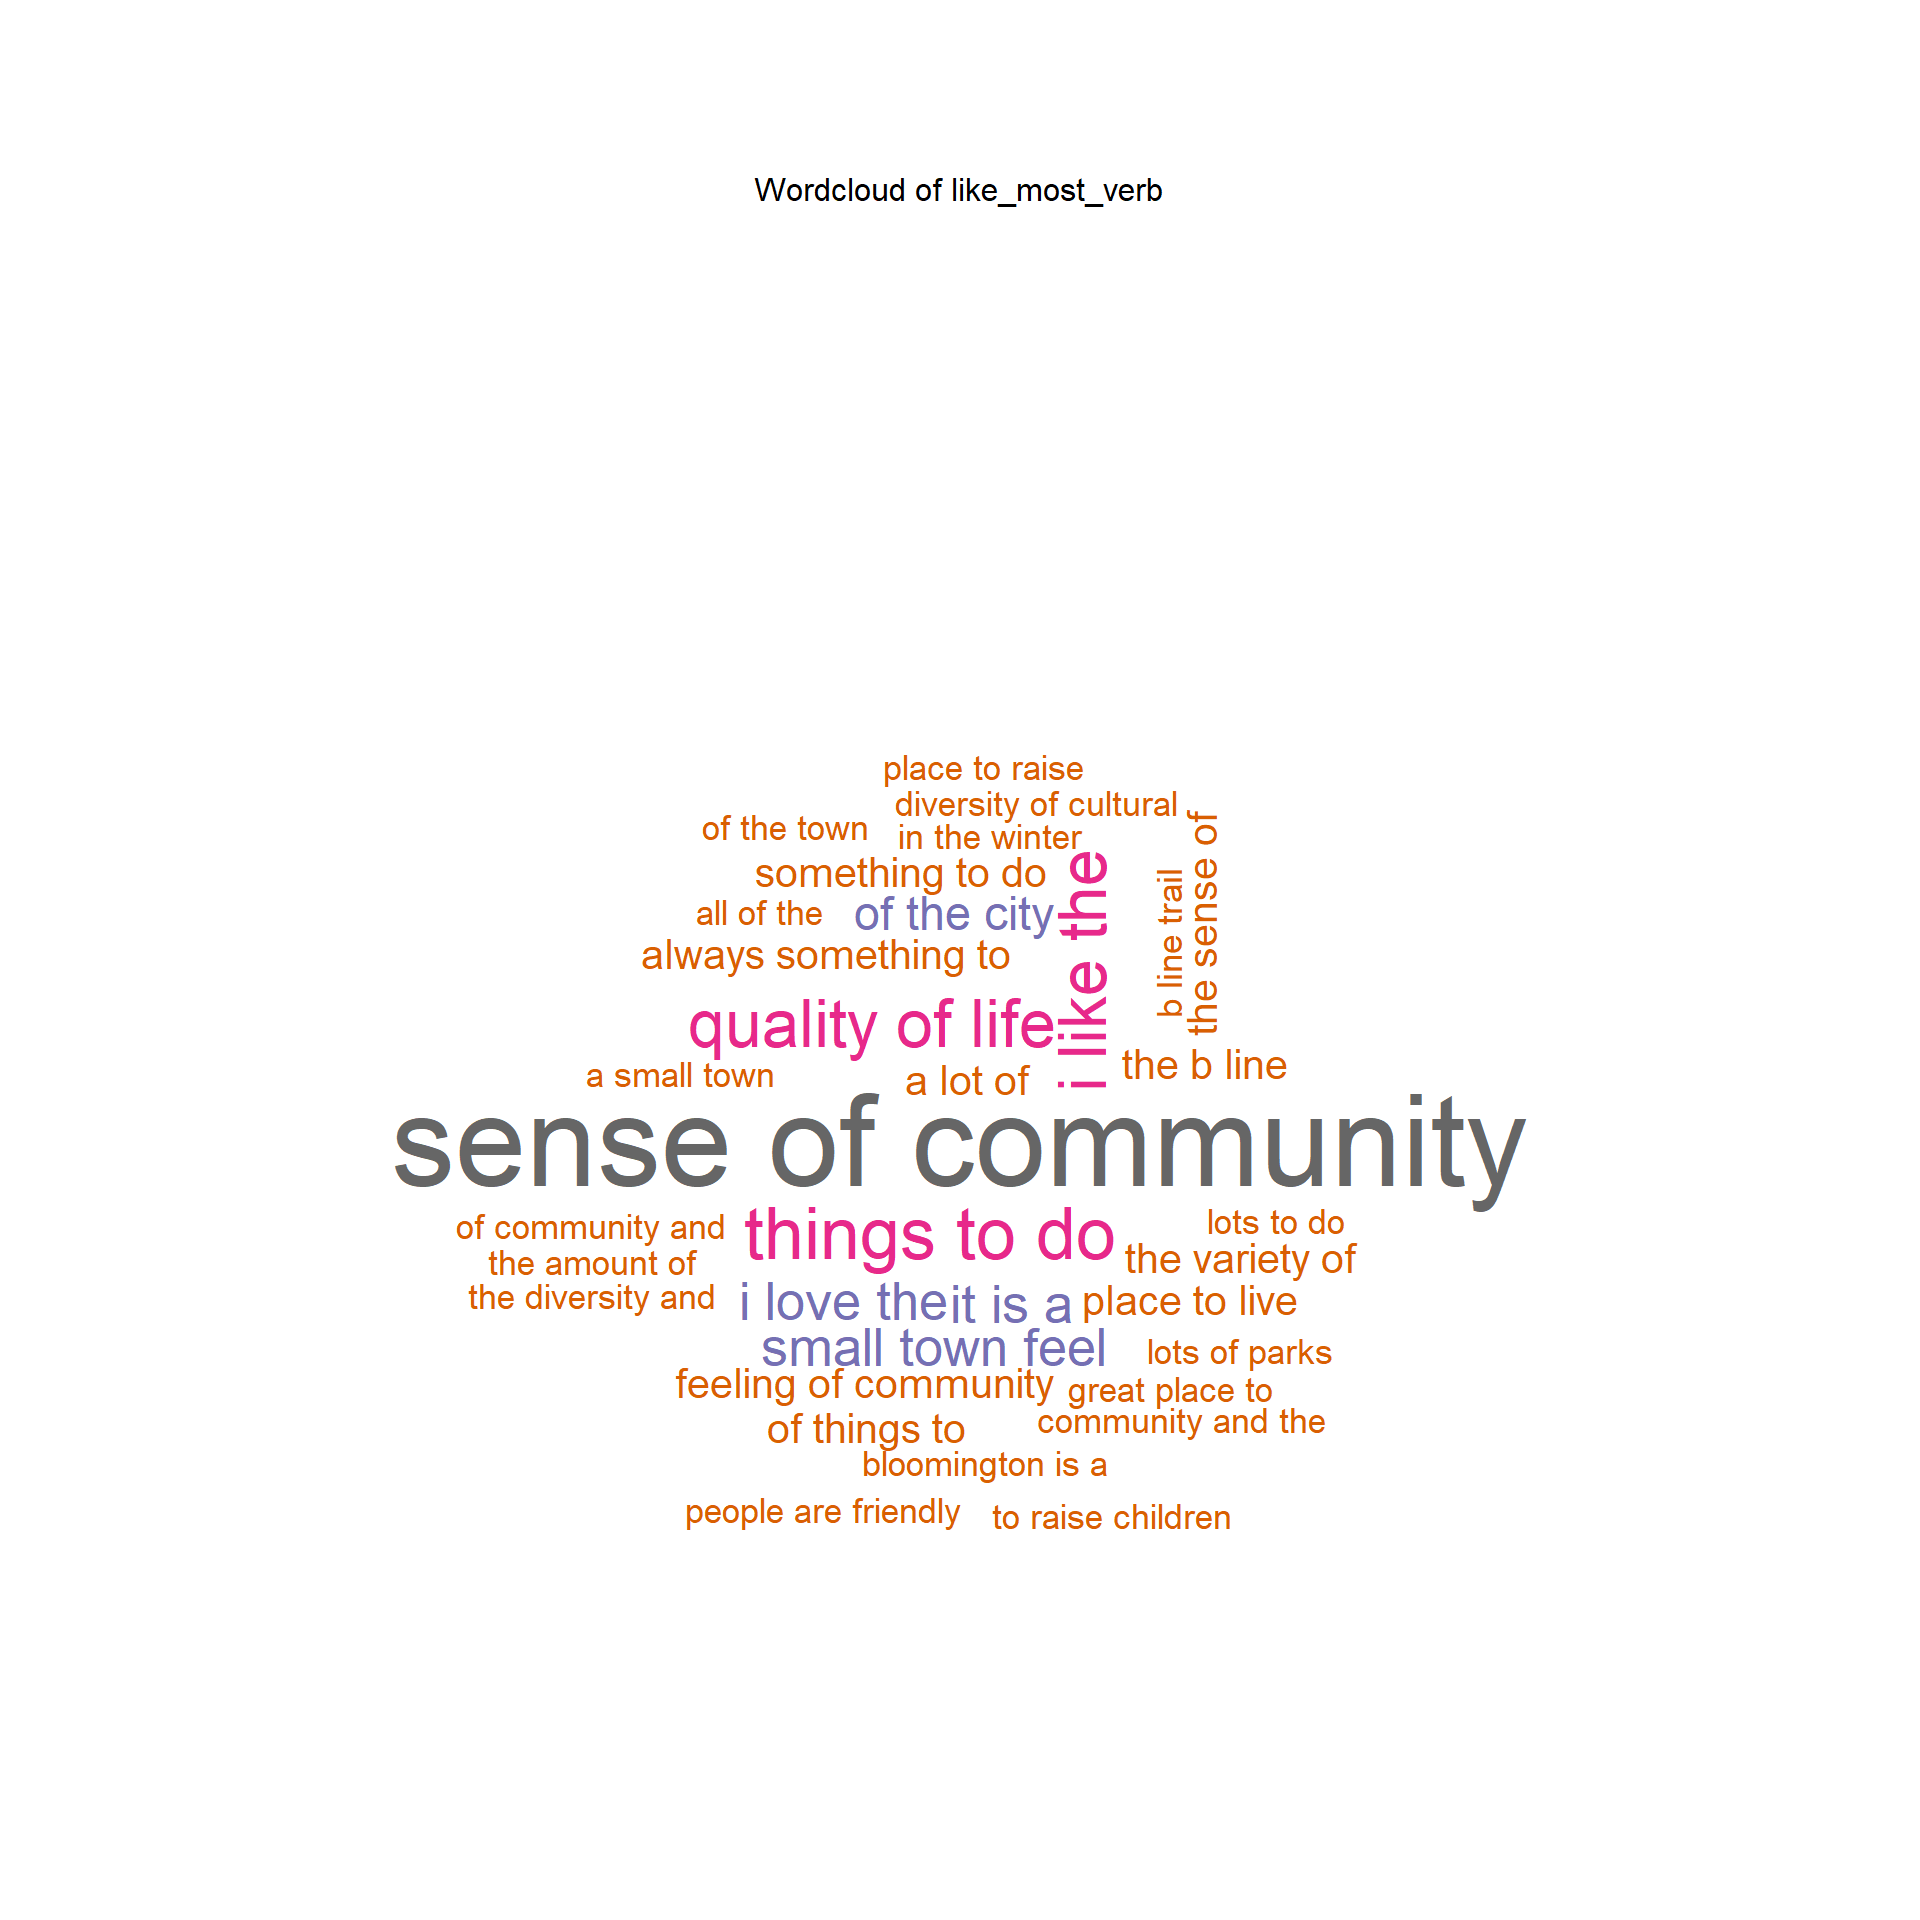 Wordcloud of like_most_verb
place to raise
diversity of cultural
of the town
in the winter
something to do
all of the
of the city
always something to
i like the
b line trail
the sense of
quality of life
a small town
a lot of
the b line
sense of community
of community and
things to do
lots to do
the amount of
the variety of
the diversity and
i love the
it is a
place to live
small town feel
lots of parks
feeling of community
great place to
of things to
community and the
bloomington is a
people are friendly
to raise children